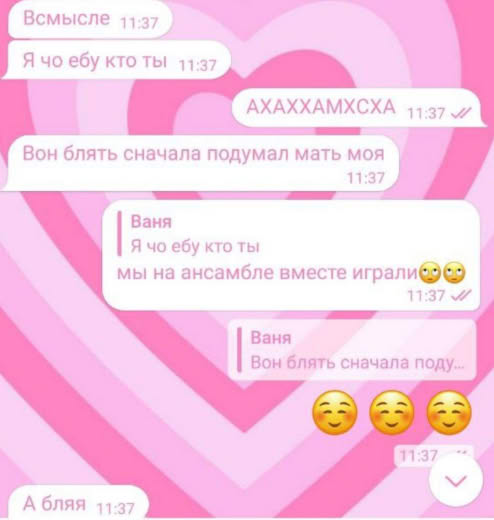 Всмысле 11:37
Я чо ебу кто ты 11:37
АХАХХАМХСХА 11:37
Вон блять сначала подумал мать моя
11:37
Ваня
Я чо ебу кто ты
мы на ансамбле вместе играли🙄🙄
11:37
Ваня
Вон блять сначала поду...
☺️☺️☺️
11:37
А бляя 11:37